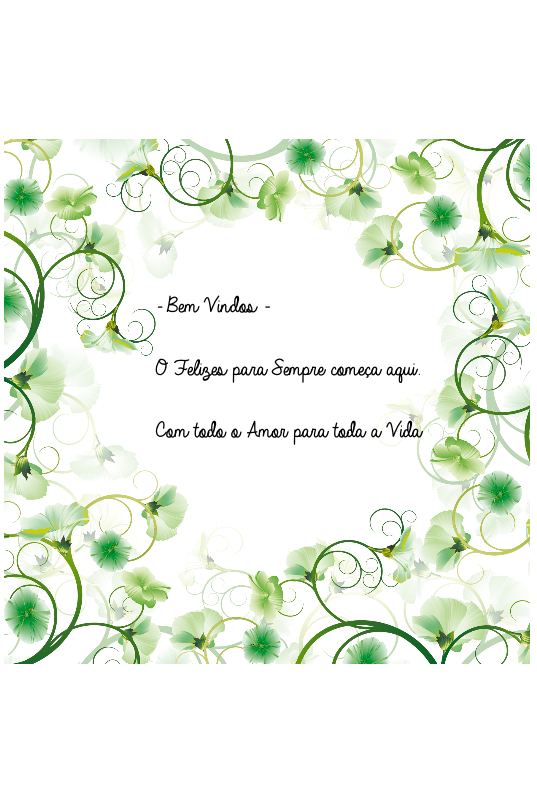 - Bem Vindos -
O Felizes para Sempre começa aqui.
Com todo o Amor para toda a Vida